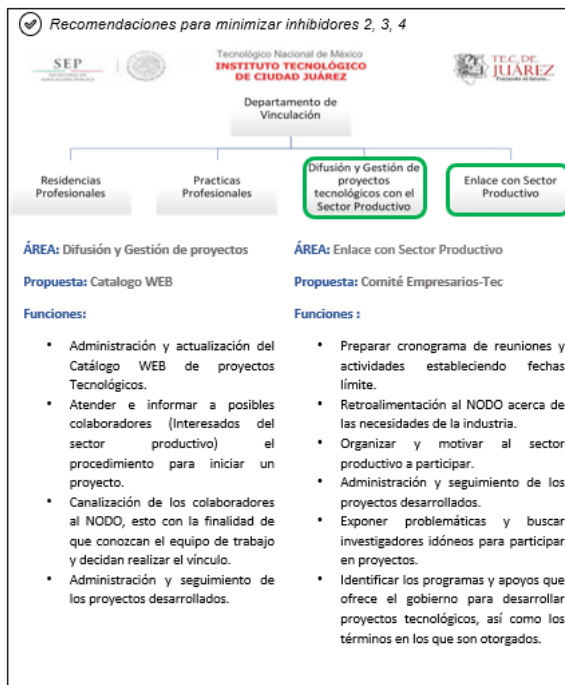 Recomendaciones para minimizar inhibidores 2, 3, 4
SEP
SECRETARÍA DE
EDUCACIÓN PÚBLICA
Tecnológico Nacional de México
INSTITUTO TECNOLÓGICO
DE CIUDAD JUÁREZ
TEC. DE
JUÁREZ
Departamento de
Vinculación
Residencias
Profesionales
Practicas
Profesionales
Difusión y Gestión de
proyectos
tecnológicos con el
Sector Productivo
Enlace con Sector
Productivo
ÁREA: Difusión y Gestión de proyectos
Propuesta: Catalogo WEB
Funciones:
• Administración y actualización del
Catálogo WEB de proyectos
Tecnológicos.
• Atender e informar a posibles
colaboradores (Interesados del
sector productivo) el
procedimiento para iniciar un
proyecto.
• Canalización de los colaboradores
al NODO, esto con la finalidad de
que conozcan el equipo de trabajo
y decidan realizar el vínculo.
• Administración y seguimiento de
los proyectos desarrollados.
ÁREA: Enlace con Sector Productivo
Propuesta: Comité Empresarios-Tec
Funciones :
• Preparar cronograma de reuniones y
actividades estableciendo fechas
límite.
• Retroalimentación al NODO acerca de
las necesidades de la industria.
• Organizar y motivar al sector
productivo a participar.
• Administración y seguimiento de los
proyectos desarrollados.
• Exponer problemáticas y buscar
investigadores idóneos para participar
en proyectos.
• Identificar los programas y apoyos que
ofrece el gobierno para desarrollar
proyectos tecnológicos, así como los
términos en los que son otorgados.